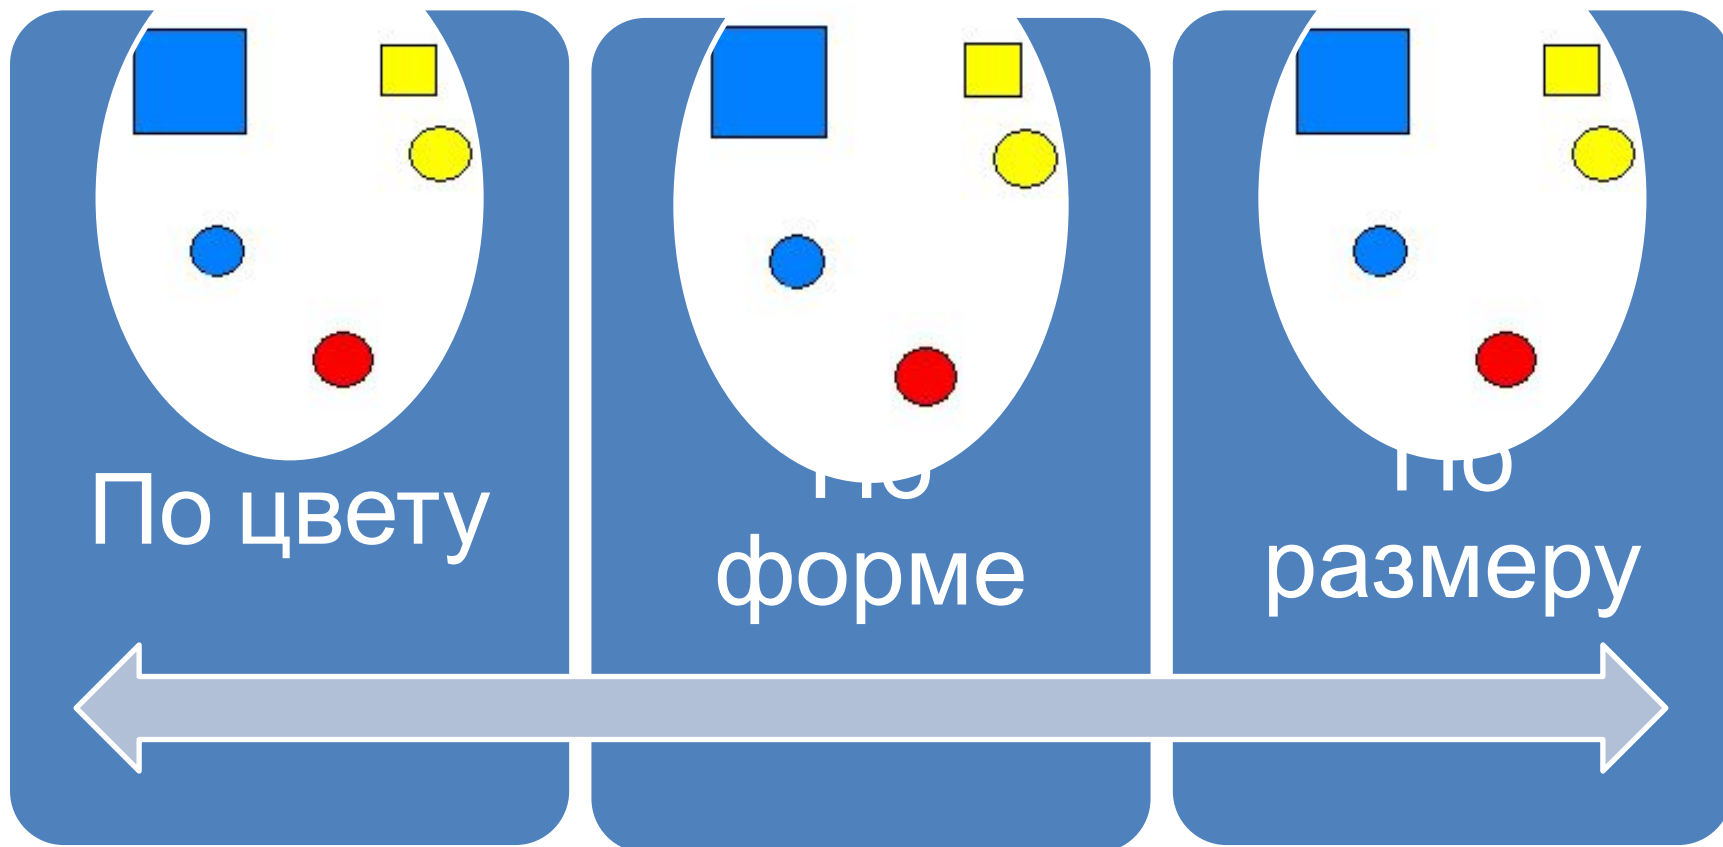 По цвету
По
форме
По
размеру